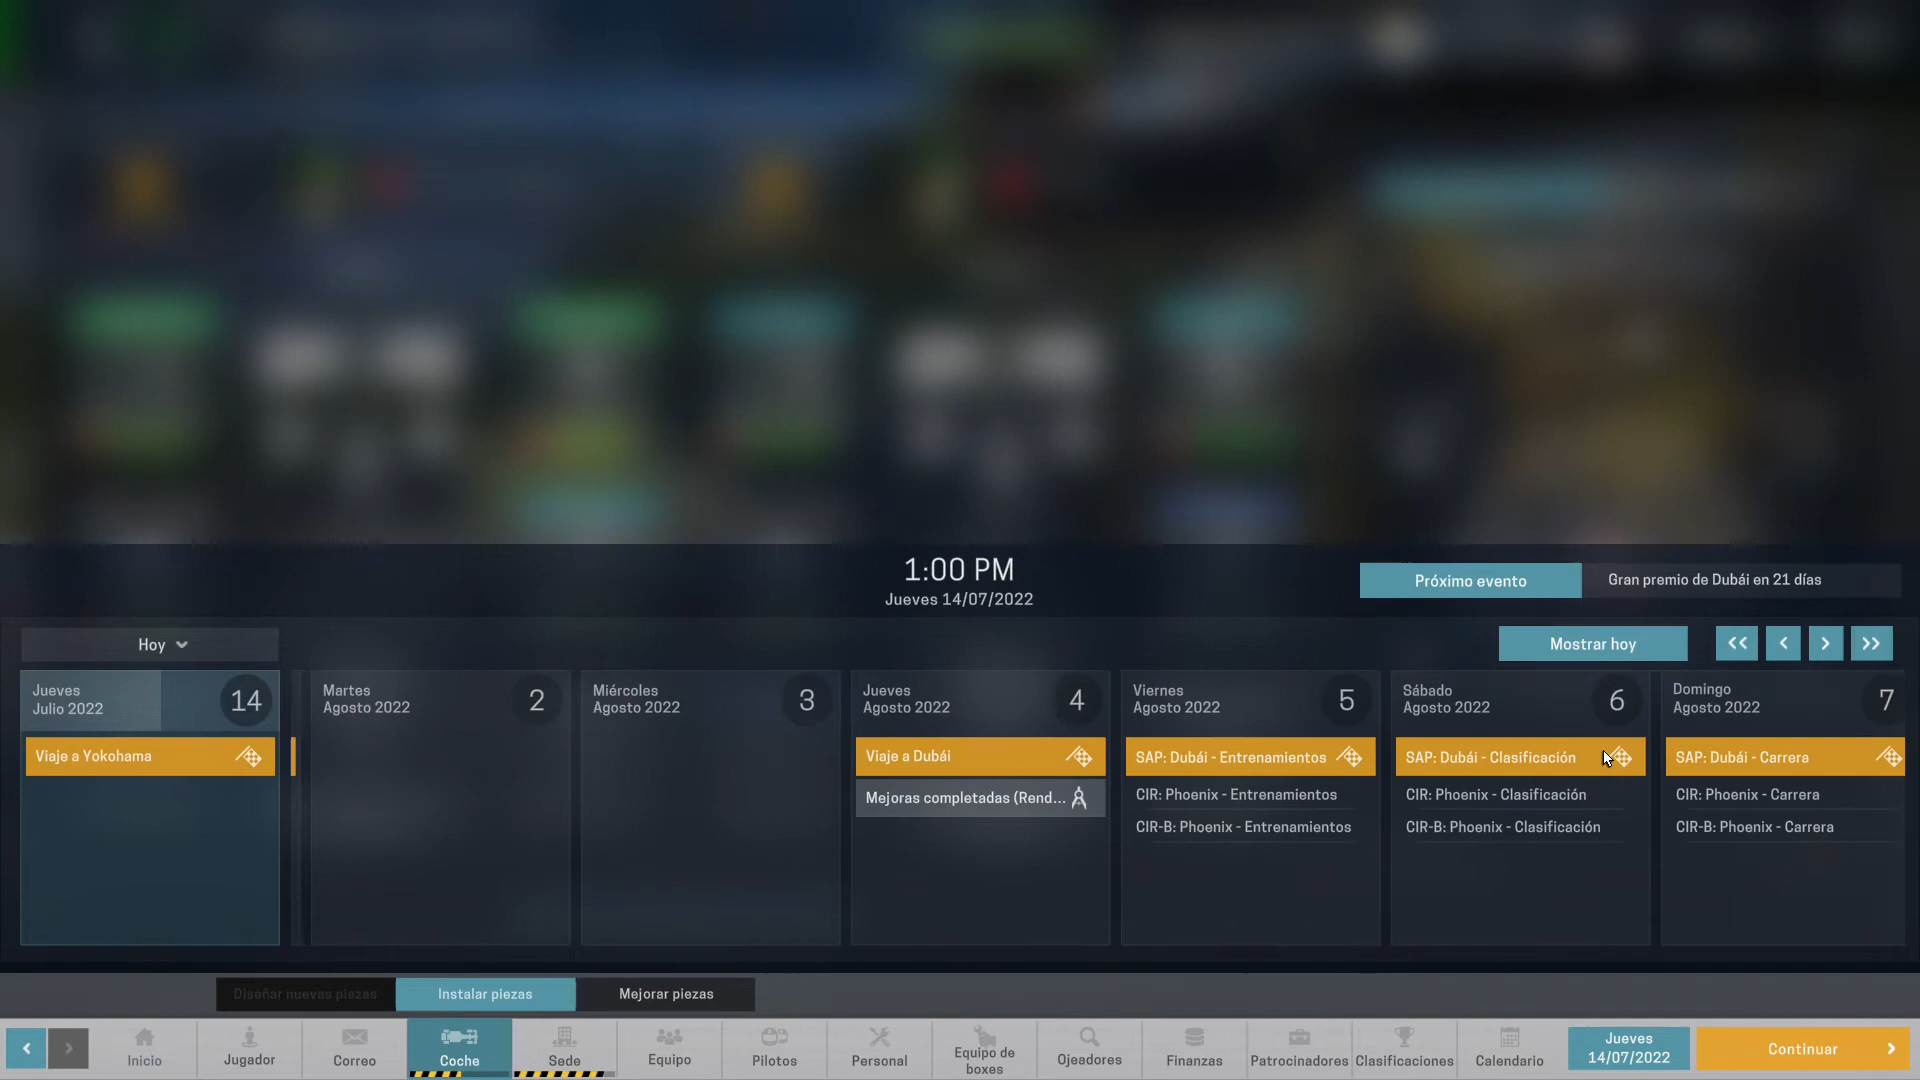 1:00 PM
Jueves 14/07/2022
Próximo evento
Gran premio de Dubái en 21 días
Hoy
Mostrar hoy
Jueves
Julio 2022
14
Viaje a Yokohama
Martes
Agosto 2022
2
Miércoles
Agosto 2022
3
Jueves
Agosto 2022
4
Viaje a Dubái
Mejoras completadas (Rend...
Viernes
Agosto 2022
5
SAP: Dubái - Entrenamientos
CIR: Phoenix - Entrenamientos
CIR-B: Phoenix - Entrenamientos
Sábado
Agosto 2022
6
SAP: Dubái - Clasificación
CIR: Phoenix - Clasificación
CIR-B: Phoenix - Clasificación
Domingo
Agosto 2022
7
SAP: Dubái - Carrera
CIR: Phoenix - Carrera
CIR-B: Phoenix - Carrera
Diseñar nuevas piezas
Instalar piezas
Mejorar piezas
Inicio
Jugador
Correo
Coche
Sede
Equipo
Pilotos
Personal
Equipo de
boxes
Ojeadores
Finanzas
Patrocinadores
Clasificaciones
Calendario
Jueves
14/07/2022
Continuar